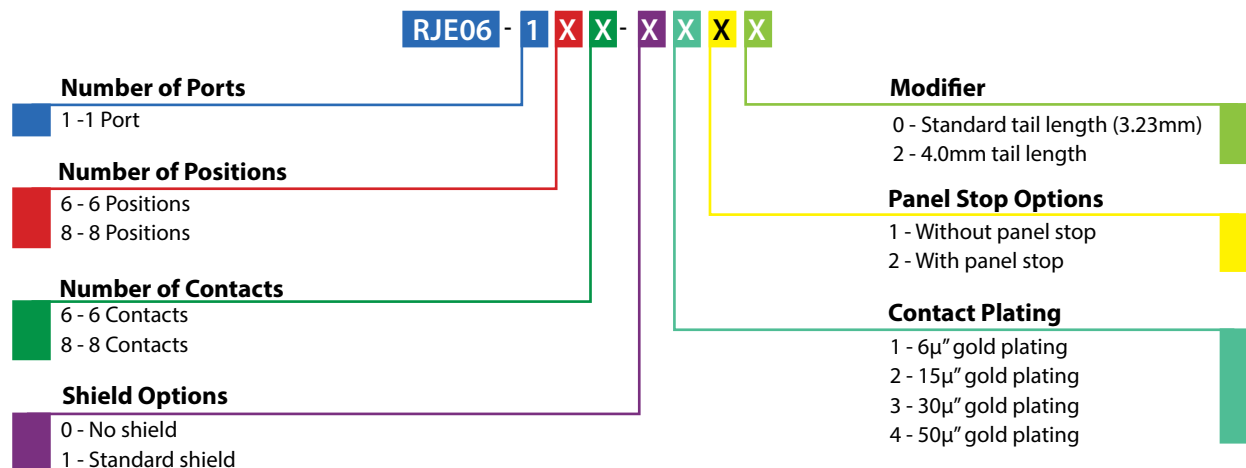 RJE06 - 1 X X - X X X X
Number of Ports
1 -1 Port
Number of Positions
6 - 6 Positions
8 - 8 Positions
Number of Contacts
6 - 6 Contacts
8 - 8 Contacts
Shield Options
0 - No shield
1 - Standard shield
Modifier
0 - Standard tail length (3.23mm)
2 - 4.0mm tail length
Panel Stop Options
1 - Without panel stop
2 - With panel stop
Contact Plating
1 - 6µ” gold plating
2 - 15µ” gold plating
3 - 30µ” gold plating
4 - 50µ” gold plating